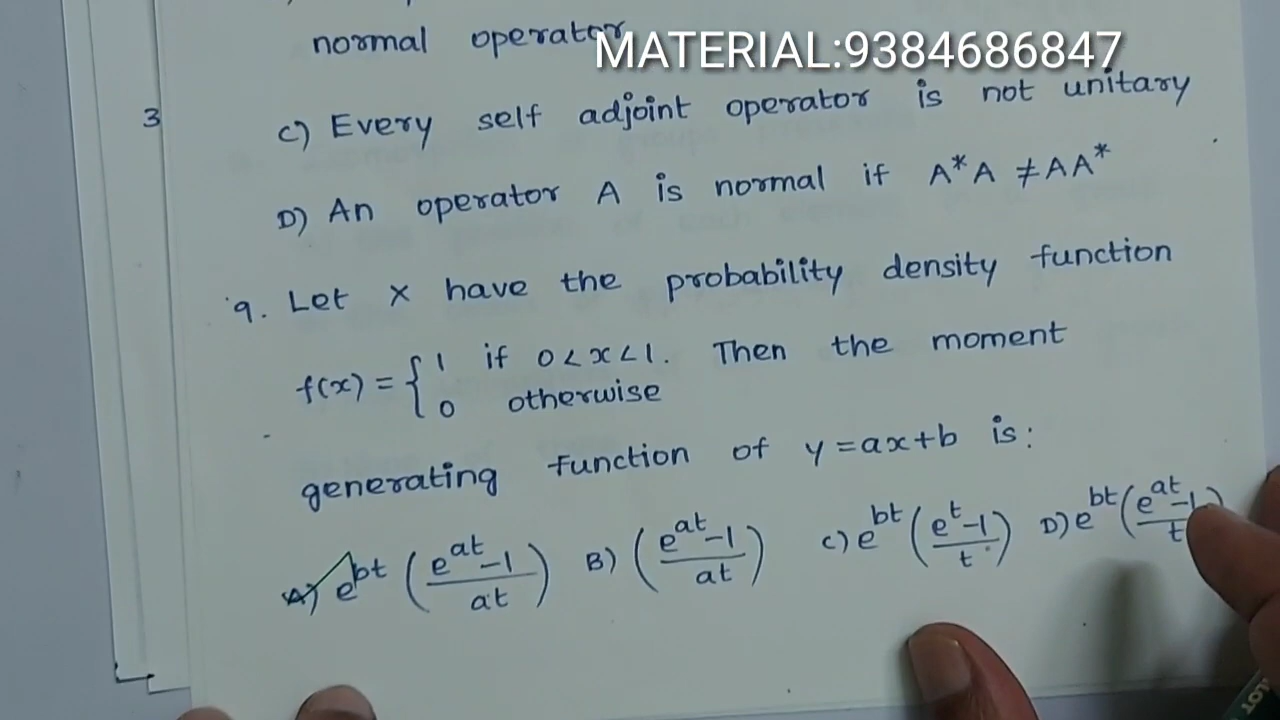 normal operator
MATERIAL:9384686847
3
C) Every self adjoint operator is not unitary
D) An operator A is normal if A*A ≠ AA*
9. Let x have the probability density function
f(x) = { 1 if 0<x<1. Then the moment
0 otherwise
generating function of y = ax+b is:
A) e^bt (e^at - 1 / at) B) (e^at - 1 / at) C) e^bt (e^t - 1 / t) D) e^bt (e^at - 1 / t